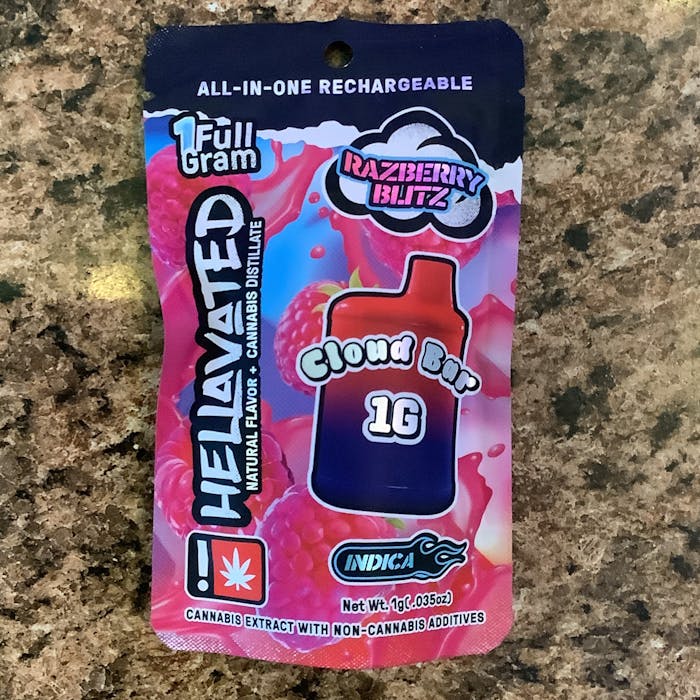 ALL-IN-ONE RECHARGEABLE
1 Full
Gram
RAZBERRY
BLITZ
HELLAVATED
NATURAL FLAVOR + CANNABIS DISTILLATE
Cloud Bar
1G
!
INDICA
Net Wt. 1g( .035oz)
CANNABIS EXTRACT WITH NON-CANNABIS ADDITIVES